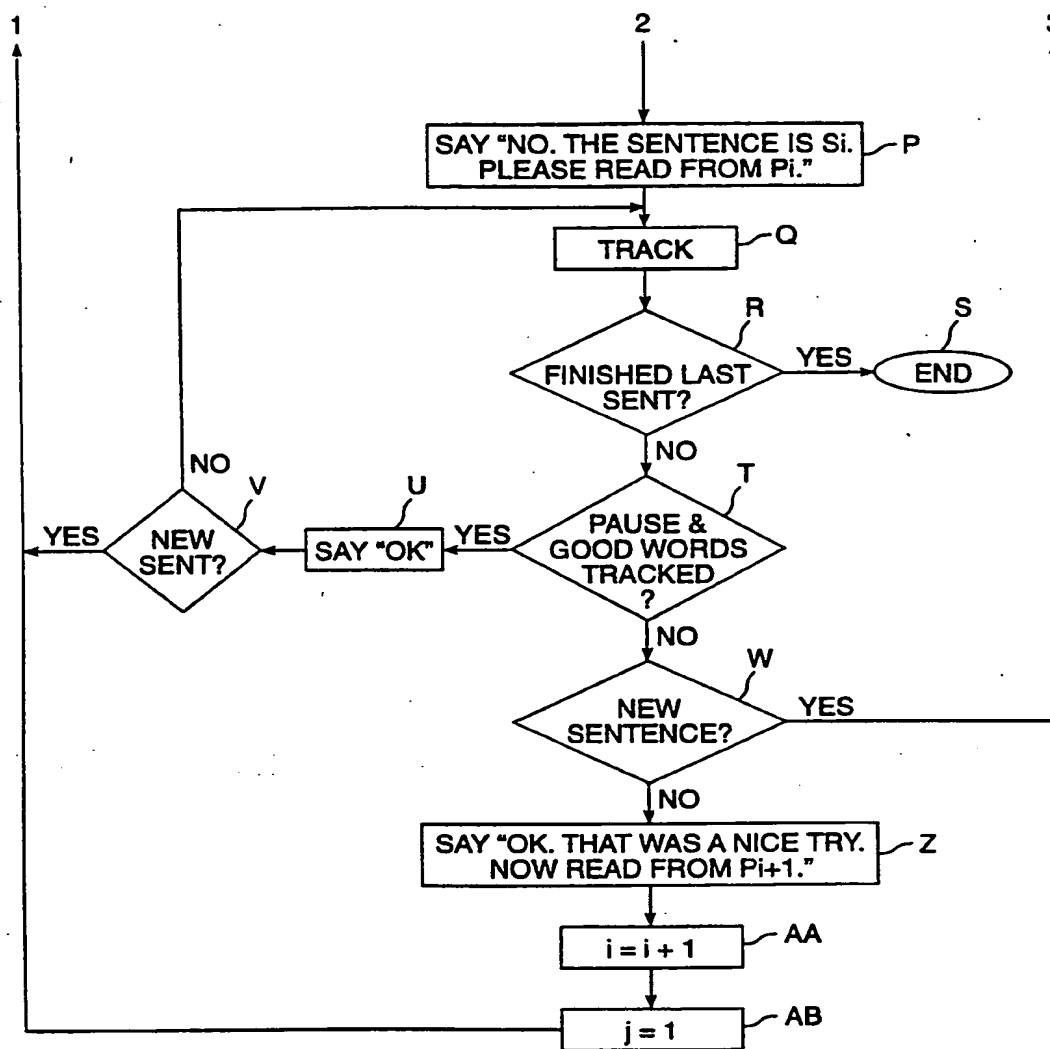 1
2
SAY “NO. THE SENTENCE IS Si.
PLEASE READ FROM Pi.”
P
TRACK
Q
R
S
FINISHED LAST
SENT?
YES
END
NO
NO
V
U
T
YES
NEW
SENT?
SAY “OK”
YES
PAUSE &
GOOD WORDS
TRACKED
?
NO
W
NEW
SENTENCE?
YES
NO
SAY “OK. THAT WAS A NICE TRY.
NOW READ FROM Pi+1.”
Z
i = i + 1
AA
j = 1
AB